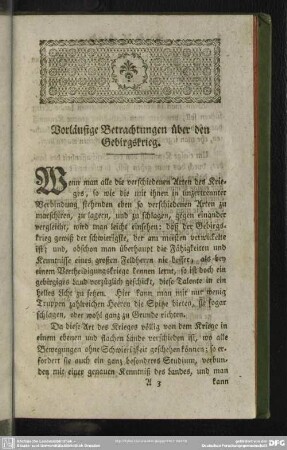 Vorläufige Betrachtungen über den
Gebirgskrieg.
Wenn man alle die verschiedenen Arten des Krie-
ges, so wie die mit ihnen in unzertrennter
Verbindung stehenden eben so verschiedenen Arten zu
marschiren, zu lagern, und zu schlagen, gegen einander
vergleichet, wird man leicht einsehen: daß der Gebirgs-
krieg gewiß der schwierigste, der am meisten verwickelte
ist; und obschon man überhaupt die Fähigkeiten und
Kenntnisse eines großen Feldherrn nie besser, als bey
einem Vertheidigungskriege kennen lernt, so ist doch ein
gebirgiges Land vorzüglich geschickt, diese Talente in ein
helles Licht zu setzen. Hier kann man mit nur wenig
Truppen zahlreichen Heeren die Spitze bieten, sie sogar
schlagen, oder wohl ganz zu Grunde richten.
Da diese Art des Krieges völlig von dem Kriege in
einem ebenen und flachen Lande verschieden ist, wo alle
Bewegungen ohne Schwierigkeit geschehen können; so er-
fordert sie auch ein ganz besonderes Studium, verbun-
den mit einer genauen Kenntniß des Landes, und man
A 3 kann